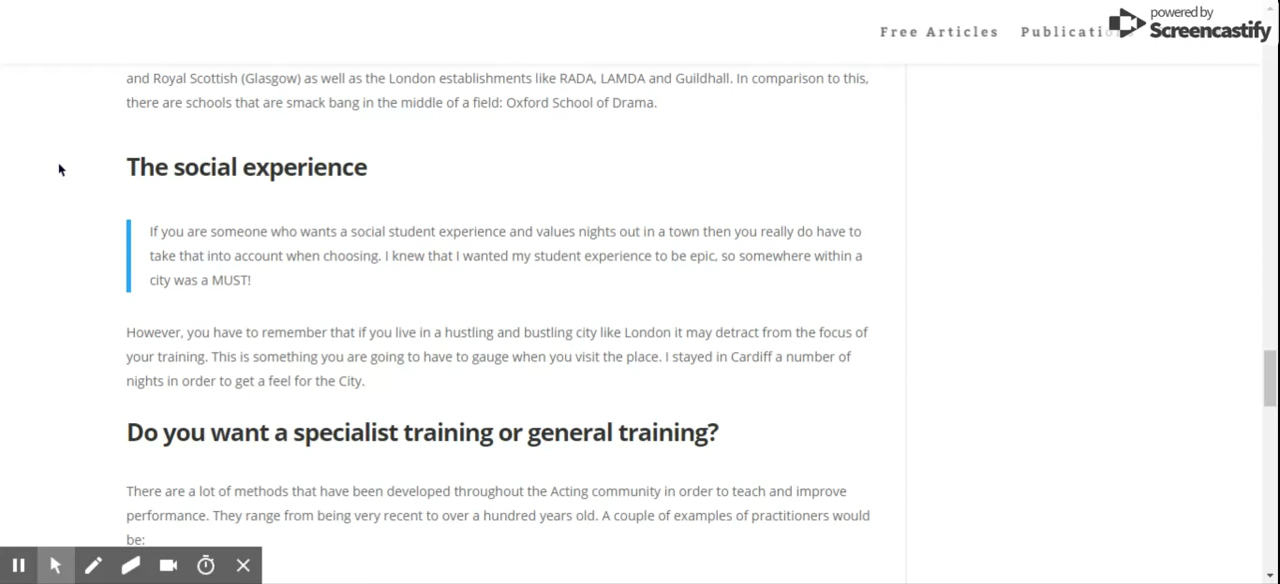 powered by
Screencastify
Free Articles Publicati
and Royal Scottish (Glasgow) as well as the London establishments like RADA, LAMDA and Guildhall. In comparison to this,
there are schools that are smack bang in the middle of a field: Oxford School of Drama.
The social experience
If you are someone who wants a social student experience and values nights out in a town then you really do have to
take that into account when choosing. I knew that I wanted my student experience to be epic, so somewhere within a
city was a MUST!
However, you have to remember that if you live in a hustling and bustling city like London it may detract from the focus of
your training. This is something you are going to have to gauge when you visit the place. I stayed in Cardiff a number of
nights in order to get a feel for the City.
Do you want a specialist training or general training?
There are a lot of methods that have been developed throughout the Acting community in order to teach and improve
performance. They range from being very recent to over a hundred years old. A couple of examples of practitioners would
be: